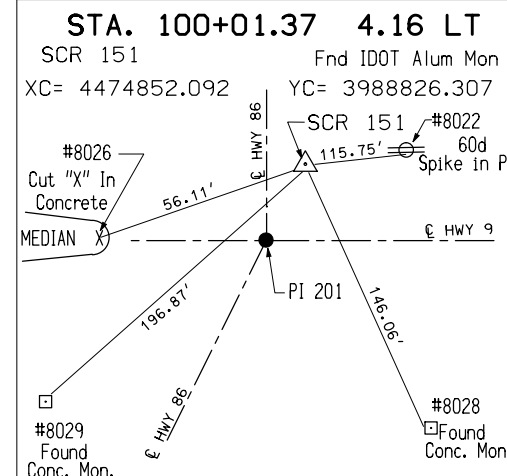 STA. 100+01.37 4.16 LT
SCR 151
Fnd IDOT Alum Mon
XC= 4474852.092 YC= 3988826.307
SCR 151
#8022
60d
Spike in P
115.75'
℄ HWY 86
#8026
Cut "X" In
Concrete
56.11'
MEDIAN X
℄ HWY 9
PI 201
196.87'
146.06'
℄ HWY 86
#8029
Found
Conc. Mon.
#8028
Found
Conc. Mon